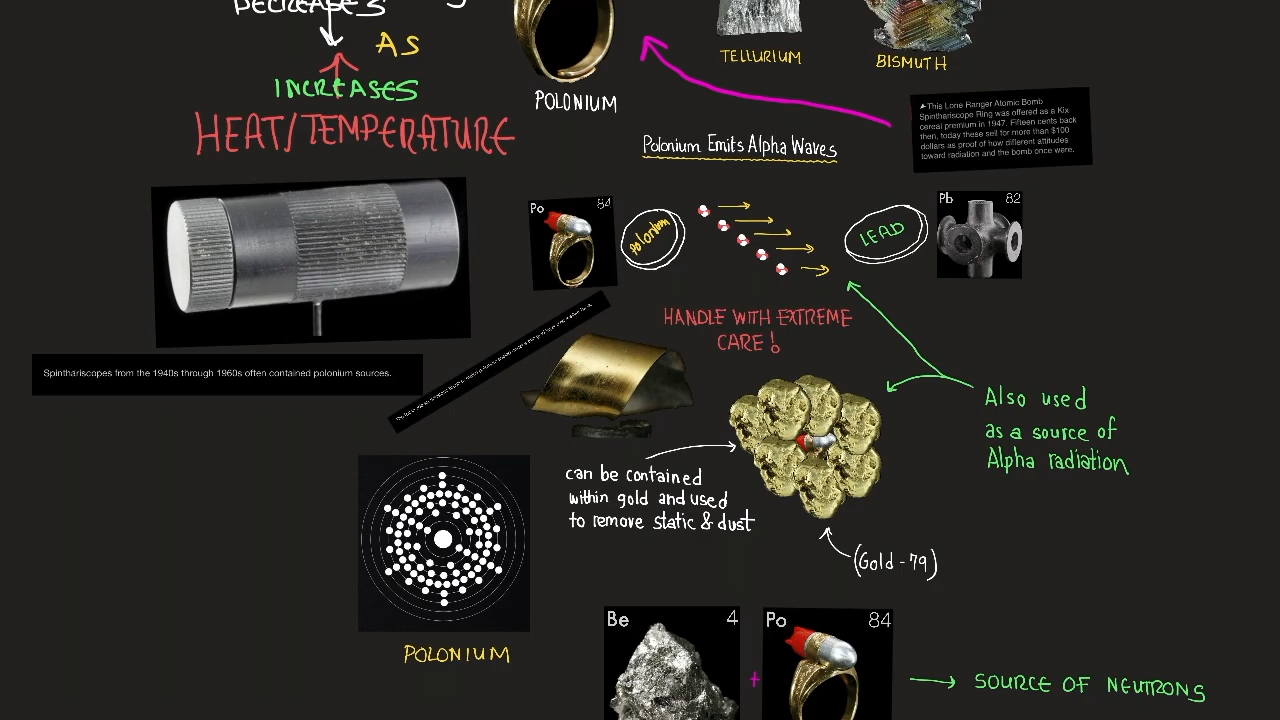 DECREASES
AS
INCREASES
HEAT/TEMPERATURE
POLONIUM
TELLURIUM
BISMUTH
This Lone Ranger Atomic Bomb
Spinthariscope Ring was offered as a Kix
cereal premium in 1947. Fifteen cents back
then, today these sell for more than $100
dollars as proof of how different attitudes
toward radiation and the bomb once were.
Polonium Emits Alpha Waves
Po 84
polonium
LEAD
Pb 82
Spinthariscopes from the 1940s through 1960s often contained polonium sources.
HANDLE WITH EXTREME
CARE!
Also used
as a source of
Alpha radiation
can be contained
within gold and used
to remove static & dust
(Gold-79)
POLONIUM
Be 4
+
Po 84
SOURCE OF NEUTRONS